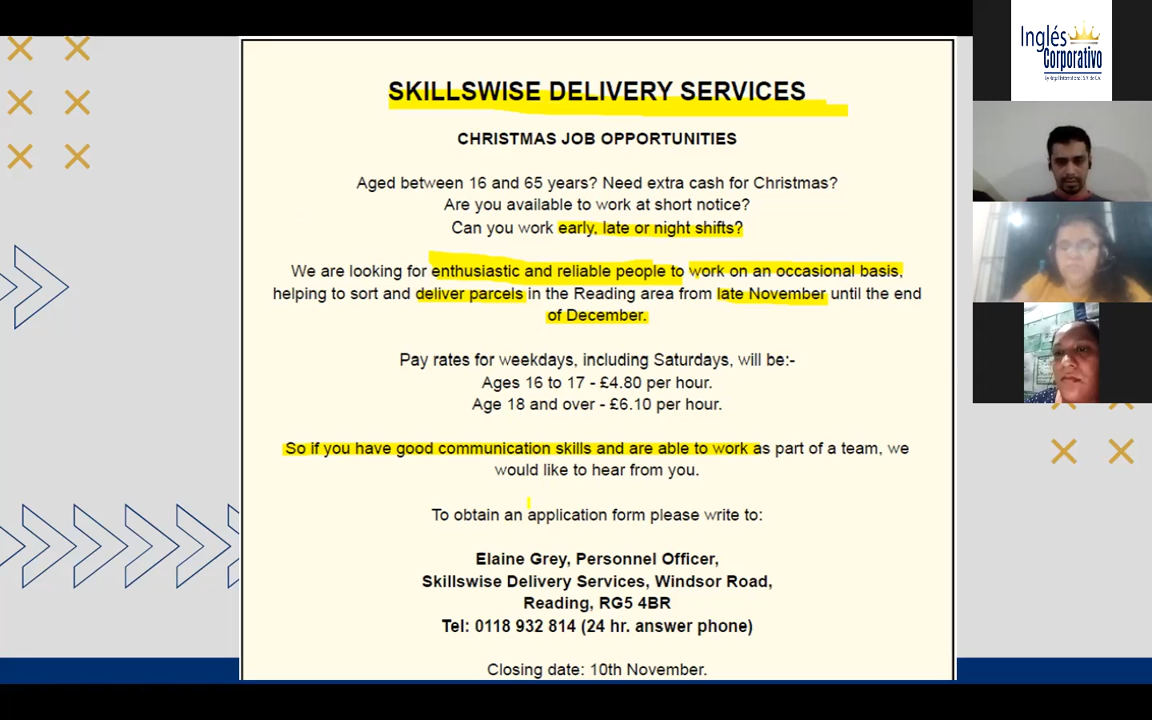 SKILLSWISE DELIVERY SERVICES
CHRISTMAS JOB OPPORTUNITIES
Aged between 16 and 65 years? Need extra cash for Christmas?
Are you available to work at short notice?
Can you work early, late or night shifts?
We are looking for enthusiastic and reliable people to work on an occasional basis,
helping to sort and deliver parcels in the Reading area from late November until the end
of December.
Pay rates for weekdays, including Saturdays, will be:-
Ages 16 to 17 - £4.80 per hour.
Age 18 and over - £6.10 per hour.
So if you have good communication skills and are able to work as part of a team, we
would like to hear from you.
To obtain an application form please write to:
Elaine Grey, Personnel Officer,
Skillswise Delivery Services, Windsor Road,
Reading, RG5 4BR
Tel: 0118 932 814 (24 hr. answer phone)
Closing date: 10th November.
Inglés
Corporativo